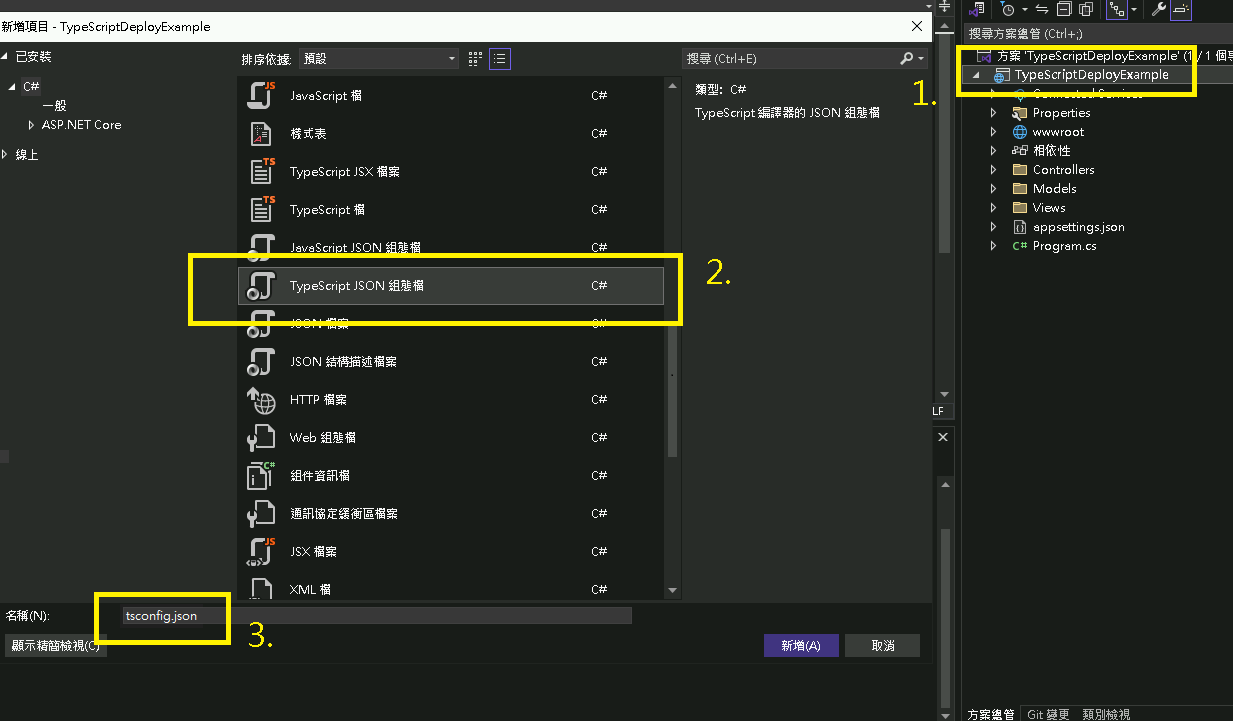 新增項目 - TypeScriptDeployExample
已安裝
C#
一般
ASP.NET Core
線上
排序依據:
預設
JavaScript 檔 C#
樣式表 C#
TypeScript JSX 檔案 C#
TypeScript 檔 C#
JavaScript JSON 組態檔 C#
TypeScript JSON 組態檔 C#
JSON 檔案 C#
JSON 結構描述檔案 C#
HTTP 檔案 C#
Web 組態檔 C#
組件資訊檔 C#
通訊協定緩衝區檔案 C#
JSX 檔案 C#
XML 檔 C#
搜尋 (Ctrl+E)
類型: C#
TypeScript 編譯器的 JSON 組態檔
名稱(N):
tsconfig.json
顯示精簡檢視(C)
新增(A)
取消
1.
2.
3.
LF
搜尋方案總管 (Ctrl+;)
方案 'TypeScriptDeployExample' (1 / 1 個專
TypeScriptDeployExample
Connected Services
Properties
wwwroot
相依性
Controllers
Models
Views
appsettings.json
C# Program.cs
方案總管 Git 變更 類別檢視